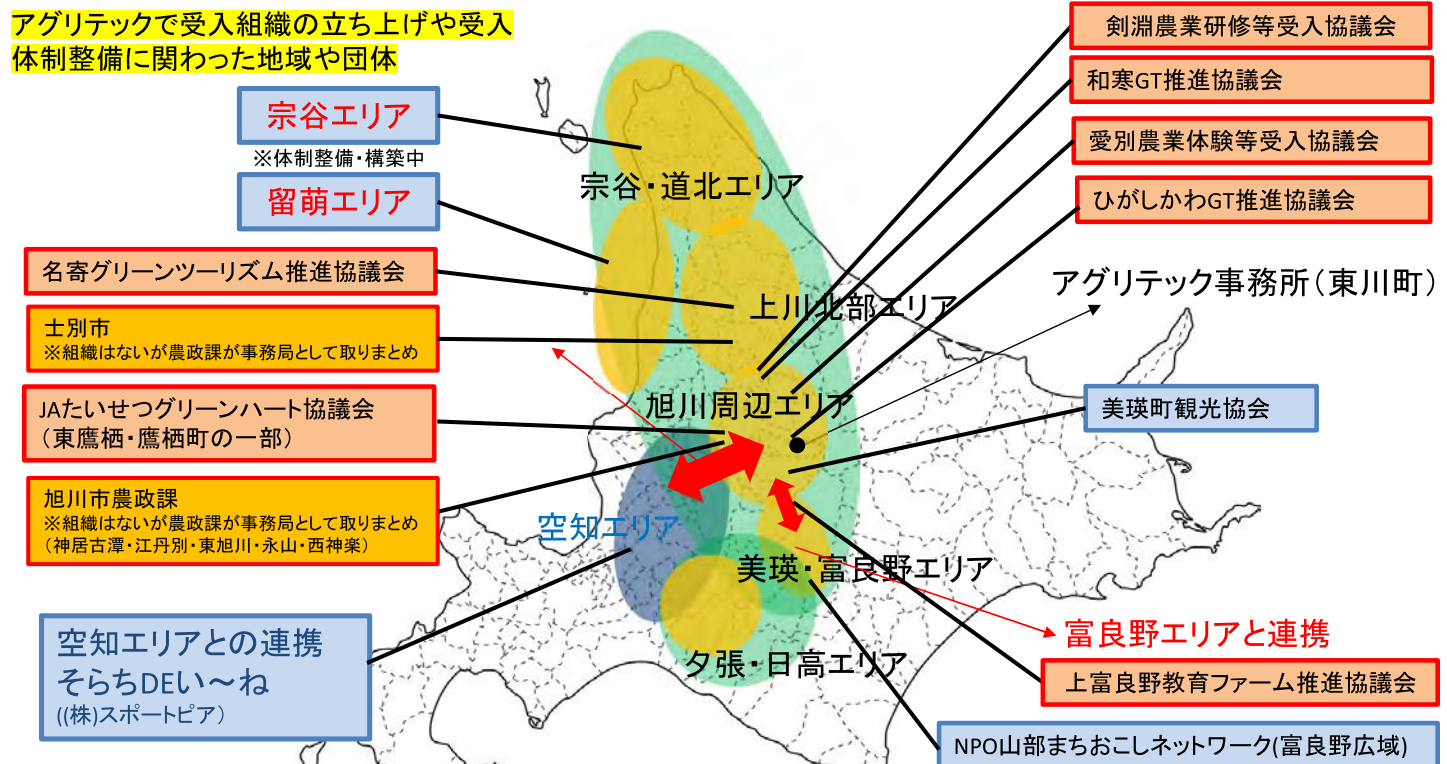 アグリテックで受入組織の立ち上げや受入
体制整備に関わった地域や団体
宗谷エリア
※体制整備・構築中
留萌エリア
名寄グリーンツーリズム推進協議会
士別市
※組織はないが農政課が事務局として取りまとめ
JAたいせつグリーンハート協議会
（東鷹栖・鷹栖町の一部）
旭川市農政課
※組織はないが農政課が事務局として取りまとめ
（神居古潭・江丹別・東旭川・永山・西神楽）
空知エリアとの連携
そらちDEい～ね
((株)スポートピア）
宗谷・道北エリア
上川北部エリア
旭川周辺エリア
空知エリア
美瑛・富良野エリア
夕張・日高エリア
剣淵農業研修等受入協議会
和寒GT推進協議会
愛別農業体験等受入協議会
ひがしかわGT推進協議会
アグリテック事務所（東川町）
美瑛町観光協会
富良野エリアと連携
上富良野教育ファーム推進協議会
NPO山部まちおこしネットワーク(富良野広域)